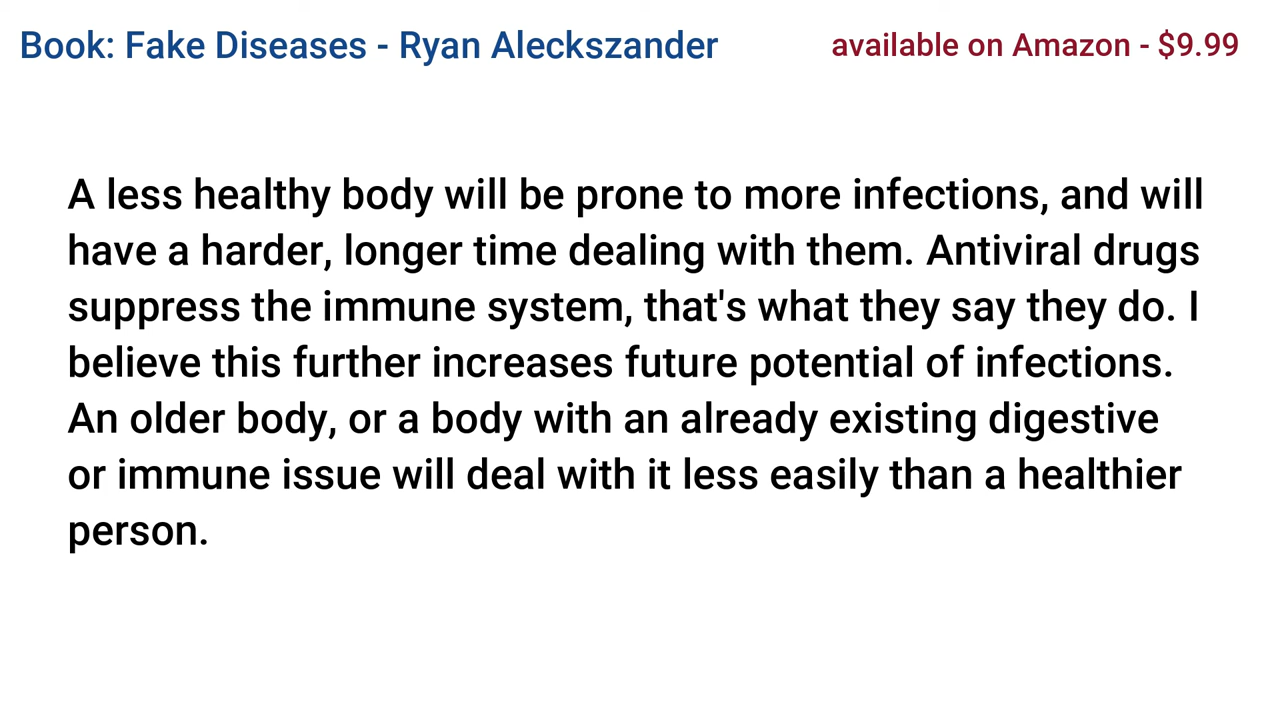 Book: Fake Diseases - Ryan Aleckszander
available on Amazon - $9.99
A less healthy body will be prone to more infections, and will
have a harder, longer time dealing with them. Antiviral drugs
suppress the immune system, that's what they say they do. I
believe this further increases future potential of infections.
An older body, or a body with an already existing digestive
or immune issue will deal with it less easily than a healthier
person.